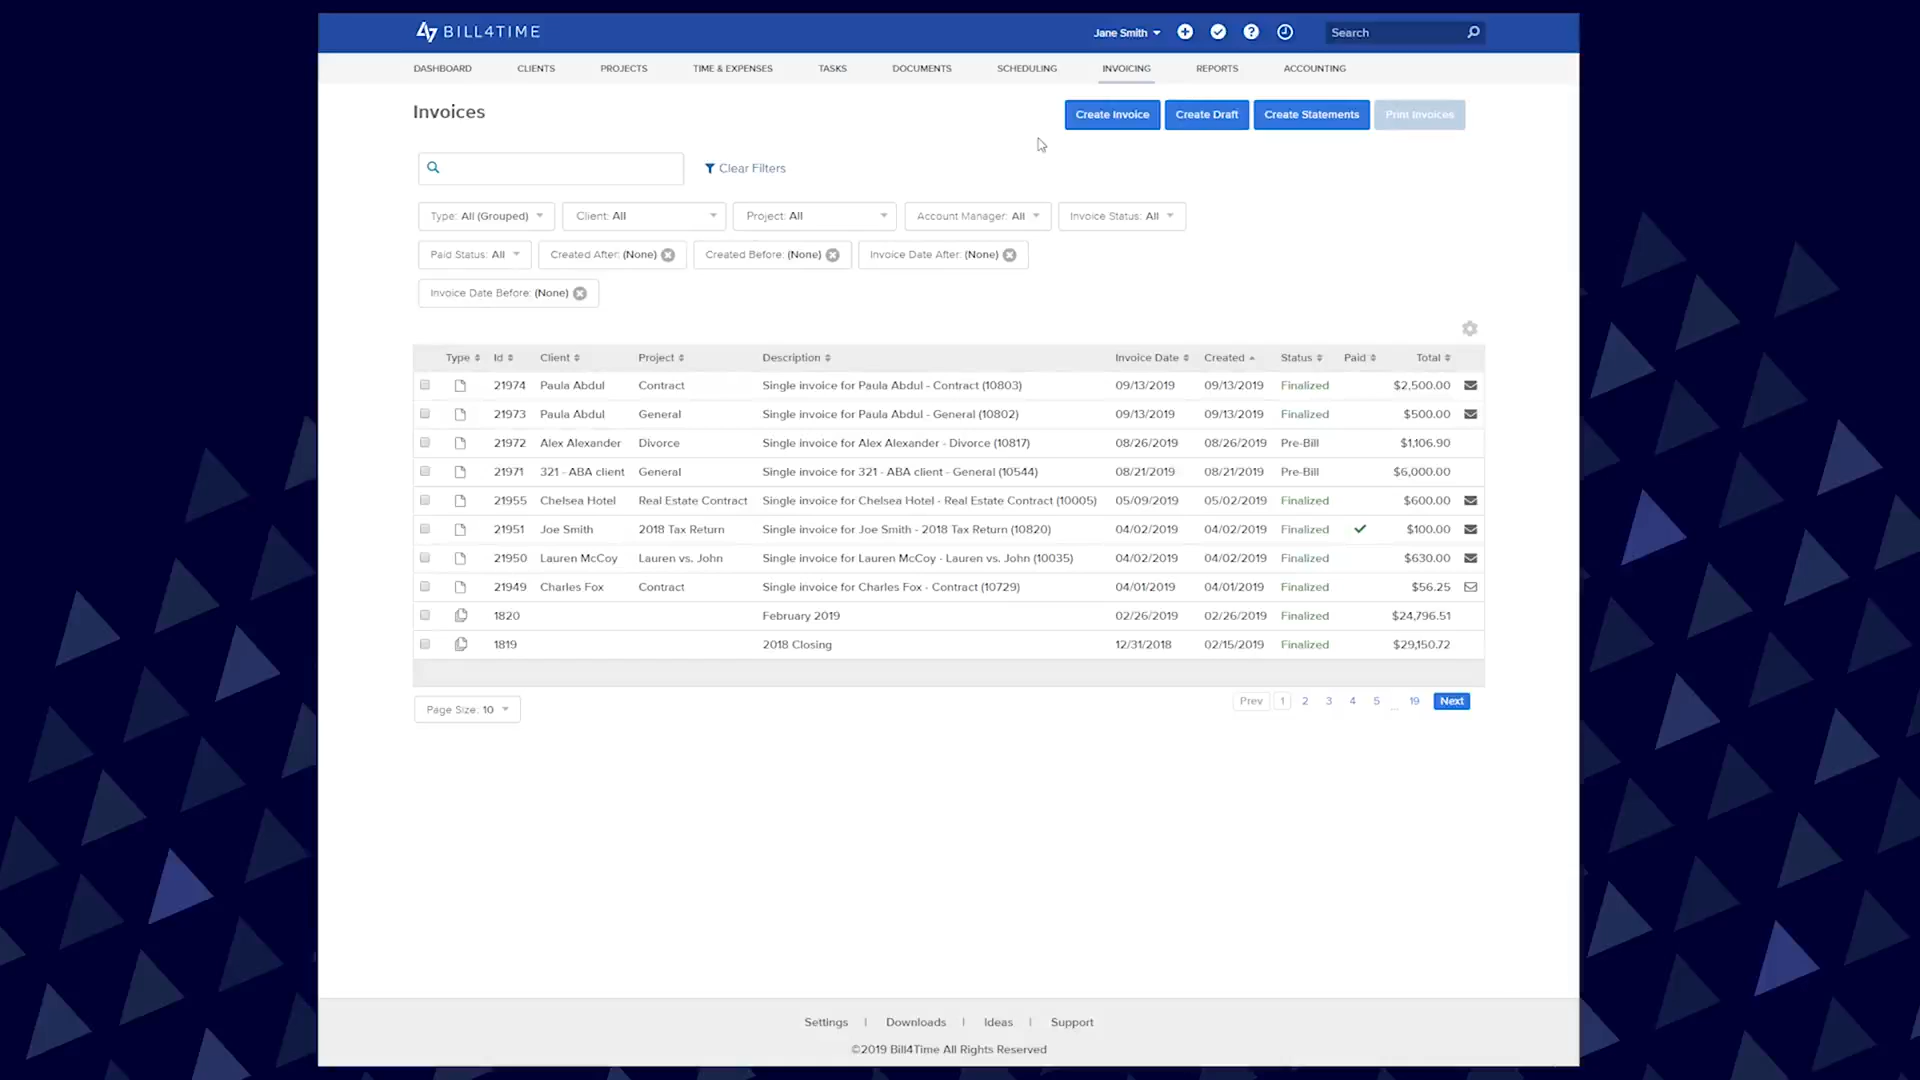 BILL4TIME
Jane Smith
Search
DASHBOARD CLIENTS PROJECTS TIME & EXPENSES TASKS DOCUMENTS SCHEDULING INVOICING REPORTS ACCOUNTING
Invoices
Create Invoice Create Draft Create Statements Print Invoices
Clear Filters
Type: All (Grouped) Client: All Project: All Account Manager: All Invoice Status: All
Paid Status: All Created After: (None) Created Before: (None) Invoice Date After: (None)
Invoice Date Before: (None)
Type Id Client Project Description Invoice Date Created Status Paid Total
21974 Paula Abdul Contract Single invoice for Paula Abdul - Contract (10803) 09/13/2019 09/13/2019 Finalized $2,500.00
21973 Paula Abdul General Single invoice for Paula Abdul - General (10802) 09/13/2019 09/13/2019 Finalized $500.00
21972 Alex Alexander Divorce Single invoice for Alex Alexander - Divorce (10817) 08/26/2019 08/26/2019 Pre-Bill $1,106.90
21971 321 - ABA client General Single invoice for 321 - ABA client - General (10544) 08/21/2019 08/21/2019 Pre-Bill $6,000.00
21955 Chelsea Hotel Real Estate Contract Single invoice for Chelsea Hotel - Real Estate Contract (10005) 05/09/2019 05/02/2019 Finalized $600.00
21951 Joe Smith 2018 Tax Return Single invoice for Joe Smith - 2018 Tax Return (10820) 04/02/2019 04/02/2019 Finalized $100.00
21950 Lauren McCoy Lauren vs. John Single invoice for Lauren McCoy - Lauren vs. John (10035) 04/02/2019 04/02/2019 Finalized $630.00
21949 Charles Fox Contract Single invoice for Charles Fox - Contract (10729) 04/01/2019 04/01/2019 Finalized $56.25
1820 February 2019 02/26/2019 02/26/2019 Finalized $24,796.51
1819 2018 Closing 12/31/2018 02/15/2019 Finalized $29,150.72
Page Size: 10
Prev 1 2 3 4 5 ... 19 Next
Settings | Downloads | Ideas | Support
©2019 Bill4Time All Rights Reserved